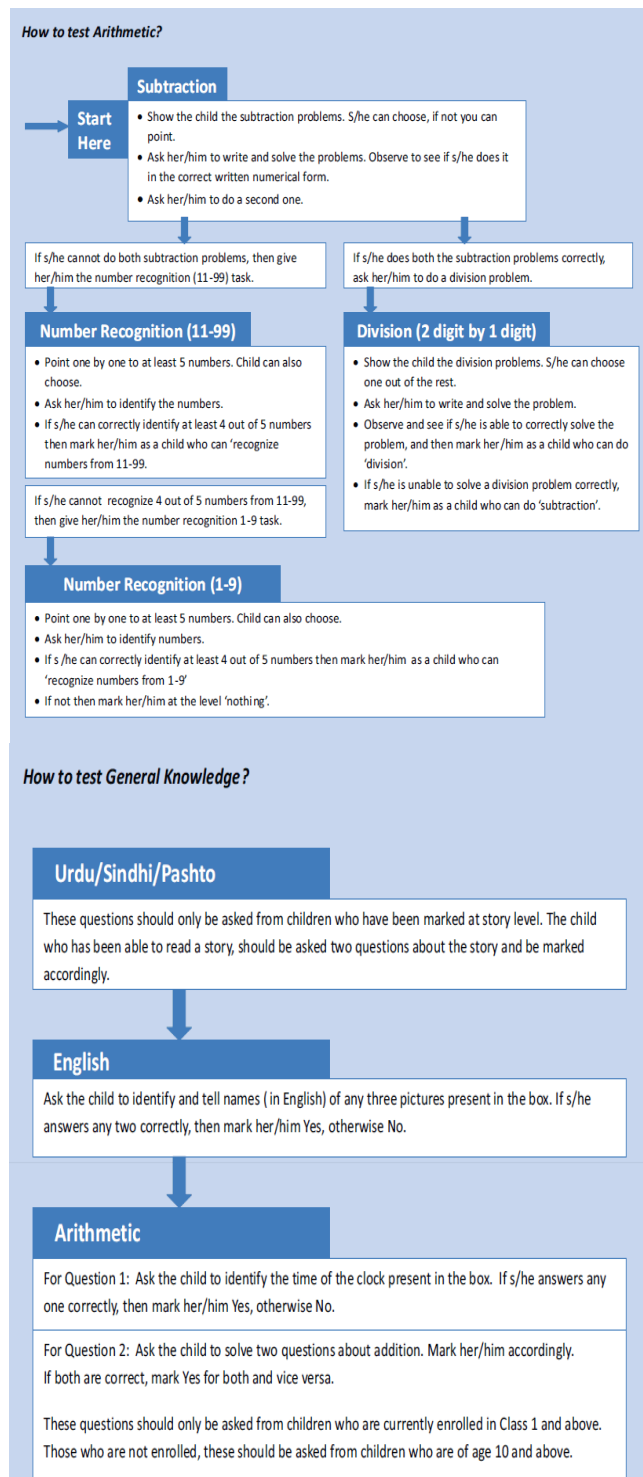 How to test Arithmetic?
Subtraction
Start
Here
• Show the child the subtraction problems. S/he can choose, if not you can
point.
• Ask her/him to write and solve the problems. Observe to see if s/he does it
in the correct written numerical form.
• Ask her/him to do a second one.
If s/he cannot do both subtraction problems, then give
her/him the number recognition (11-99) task.
If s/he does both the subtraction problems correctly,
ask her/him to do a division problem.
Number Recognition (11-99)
• Point one by one to at least 5 numbers. Child can also
choose.
• Ask her/him to identify the numbers.
• If s/he can correctly identify at least 4 out of 5 numbers
then mark her/him as a child who can ‘recognize
numbers from 11-99.
If s/he cannot recognize 4 out of 5 numbers from 11-99,
then give her/him the number recognition 1-9 task.
Division (2 digit by 1 digit)
• Show the child the division problems. S/he can choose
one out of the rest.
• Ask her/him to write and solve the problem.
• Observe and see if s/he is able to correctly solve the
problem, and then mark her/him as a child who can do
‘division’.
• If s/he is unable to solve a division problem correctly,
mark her/him as a child who can do ‘subtraction’.
Number Recognition (1-9)
• Point one by one to at least 5 numbers. Child can also choose.
• Ask her/him to identify numbers.
• If s /he can correctly identify at least 4 out of 5 numbers then mark her/him as a child who can
‘recognize numbers from 1-9’
• If not then mark her/him at the level ‘nothing’.
How to test General Knowledge?
Urdu/Sindhi/Pashto
These questions should only be asked from children who have been marked at story level. The child
who has been able to read a story, should be asked two questions about the story and be marked
accordingly.
English
Ask the child to identify and tell names ( in English) of any three pictures present in the box. If s/he
answers any two correctly, then mark her/him Yes, otherwise No.
Arithmetic
For Question 1: Ask the child to identify the time of the clock present in the box. If s/he answers any
one correctly, then mark her/him Yes, otherwise No.
For Question 2: Ask the child to solve two questions about addition. Mark her/him accordingly.
If both are correct, mark Yes for both and vice versa.
These questions should only be asked from children who are currently enrolled in Class 1 and above.
Those who are not enrolled, these should be asked from children who are of age 10 and above.